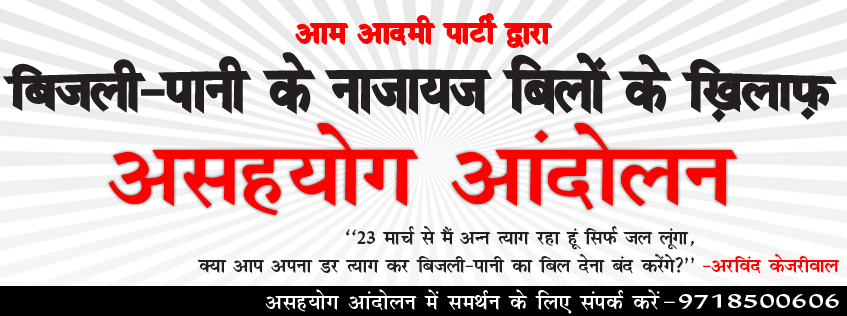 आम आदमी पार्टी द्वारा
बिजली-पानी के नाजायज बिलों के ख़िलाफ़
असहयोग आंदोलन
‘‘23 मार्च से मैं अन्न त्याग रहा हूं सिर्फ जल लूंगा,
क्या आप अपना डर त्याग कर बिजली-पानी का बिल देना बंद करेंगे?’’ -अरविंद केजरीवाल
असहयोग आंदोलन में समर्थन के लिए संपर्क करें-9718500606